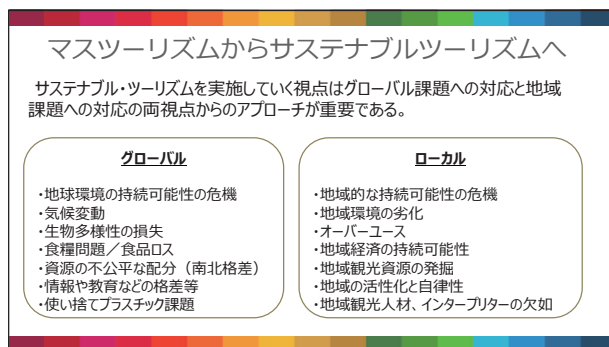 マスツーリズムからサステナブルツーリズムへ
サステナブル・ツーリズムを実施していく視点はグローバル課題への対応と地域
課題への対応の両視点からのアプローチが重要である。
グローバル
・地球環境の持続可能性の危機
・気候変動
・生物多様性の損失
・食糧問題／食品ロス
・資源の不公平な配分（南北格差）
・情報や教育などの格差等
・使い捨てプラスチック課題
ローカル
・地域的な持続可能性の危機
・地域環境の劣化
・オーバーユース
・地域経済の持続可能性
・地域観光資源の発掘
・地域の活性化と自律性
・地域観光人材、インタープリターの欠如